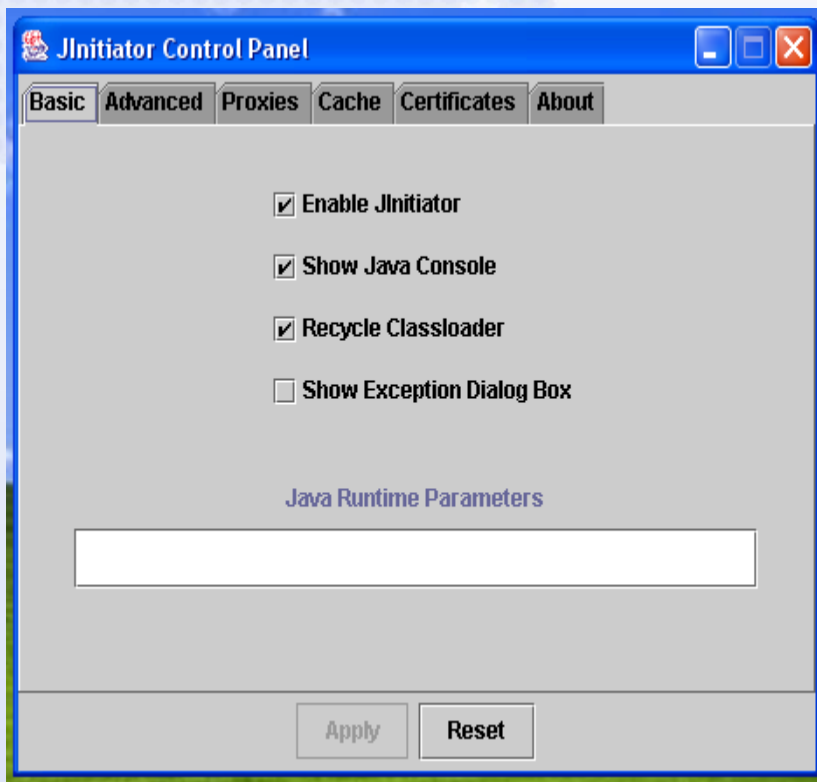 JInitiator Control Panel
Basic Advanced Proxies Cache Certificates About
Enable JInitiator
Show Java Console
Recycle Classloader
Show Exception Dialog Box
Java Runtime Parameters
Apply Reset